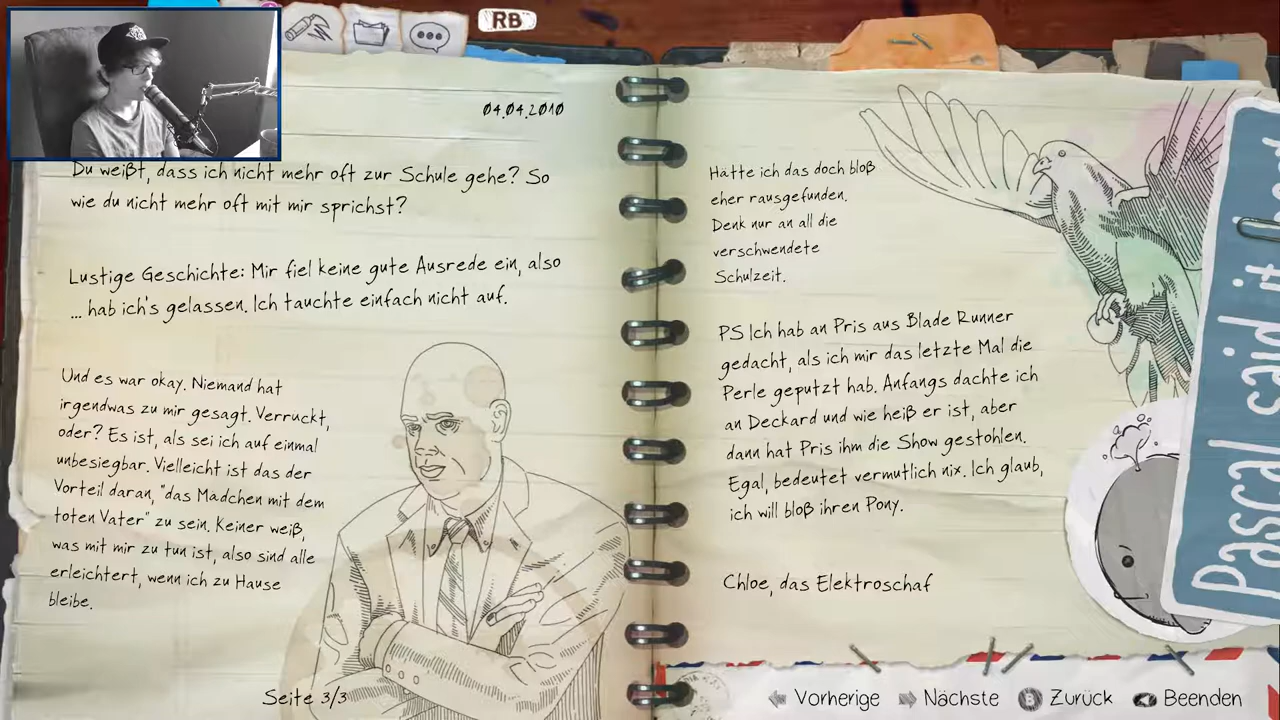 RB
04.04.2010
Du weißt, dass ich nicht mehr oft zur Schule gehe? So
wie du nicht mehr oft mit mir sprichst?
Lustige Geschichte: Mir fiel keine gute Ausrede ein, also
... hab ich's gelassen. Ich tauchte einfach nicht auf.
Und es war okay. Niemand hat
irgendwas zu mir gesagt. Verrückt,
oder? Es ist, als sei ich auf einmal
unbesiegbar. Vielleicht ist das der
Vorteil daran, "das Mädchen mit dem
toten Vater" zu sein. Keiner weiß,
was mit mir zu tun ist, also sind alle
erleichtert, wenn ich zu Hause
bleibe.
Seite 3/3
Hätte ich das doch bloß
eher rausgefunden.
Denk nur an all die
verschwendete
Schulzeit.
PS Ich hab an Pris aus Blade Runner
gedacht, als ich mir das letzte Mal die
Perle geputzt hab. Anfangs dachte ich
an Deckard und wie heiß er ist, aber
dann hat Pris ihm die Show gestohlen.
Egal, bedeutet vermutlich nix. Ich glaub,
ich will bloß ihren Pony.
Chloe, das Elektroschaf
Pascal said it
Vorherige
Nächste
B Zurück
Beenden